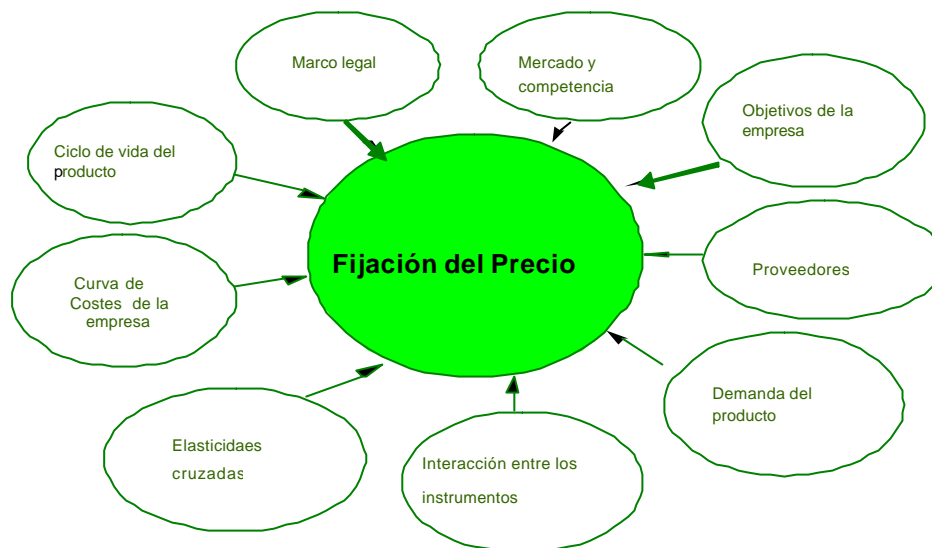 Marco legal
Mercado y
competencia
Objetivos de la
empresa
Ciclo de vida del
producto
Fijación del Precio
Proveedores
Curva de
Costes de la
empresa
Demanda del
producto
Elasticidaes
cruzadas
Interacción entre los
instrumentos